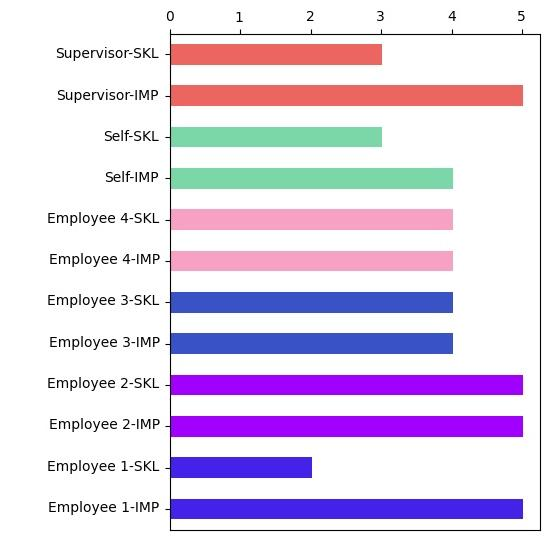 0 1 2 3 4 5
Supervisor-SKL
Supervisor-IMP
Self-SKL
Self-IMP
Employee 4-SKL
Employee 4-IMP
Employee 3-SKL
Employee 3-IMP
Employee 2-SKL
Employee 2-IMP
Employee 1-SKL
Employee 1-IMP